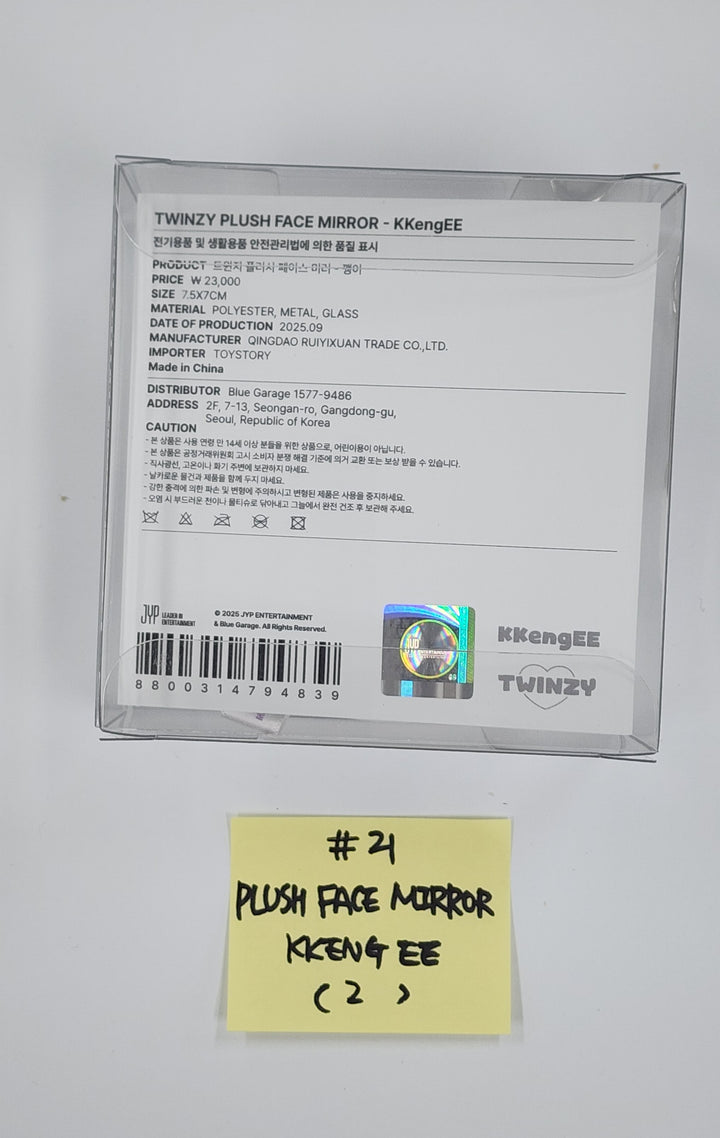 TWINZY PLUSH FACE MIRROR - KKengEE
전기용품 및 생활용품 안전관리법에 의한 품질 표시
PRODUCT 트윈지 플러시 페이스 미러 - 깽이
PRICE ₩ 23,000
SIZE 7.5X7CM
MATERIAL POLYESTER, METAL, GLASS
DATE OF PRODUCTION 2025.09
MANUFACTURER QINGDAO RUIYIXUAN TRADE CO.,LTD.
IMPORTER TOYSTORY
Made in China
DISTRIBUTOR Blue Garage 1577-9486
ADDRESS 2F, 7-13, Seongan-ro, Gangdong-gu,
Seoul, Republic of Korea
CAUTION
- 본 상품은 사용 연령 만 14세 이상 분들을 위한 상품으로, 어린이용이 아닙니다.
- 본 상품은 공정거래위원회 고시 소비자 분쟁 해결 기준에 의거 교환 또는 보상 받을 수 있습니다.
- 직사광선, 고온이나 화기 주변에 보관하지 마세요.
- 날카로운 물건과 제품을 함께 두지 마세요.
- 강한 충격에 의한 파손 및 변형에 주의하시고 변형된 제품은 사용을 중지하세요.
- 오염 시 부드러운 천이나 물티슈로 닦아내고 그늘에서 완전 건조 후 보관해 주세요.
JYP LEADER IN
ENTERTAINMENT
© 2025 JYP ENTERTAINMENT
& Blue Garage. All Rights Reserved.
8800314794839
KKengEE
TWINZY
#21
PLUSH FACE MIRROR
KKENG EE
( 2 )